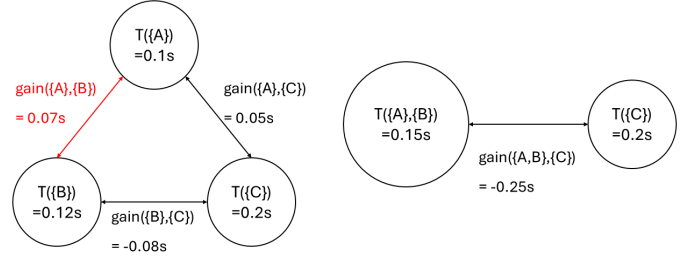 T({A})
=0.1s
gain({A},{B})
= 0.07s
gain({A},{C})
= 0.05s
T({B})
=0.12s
T({C})
=0.2s
gain({B},{C})
= -0.08s
T({A},{B})
=0.15s
T({C})
=0.2s
gain({A,B},{C})
= -0.25s